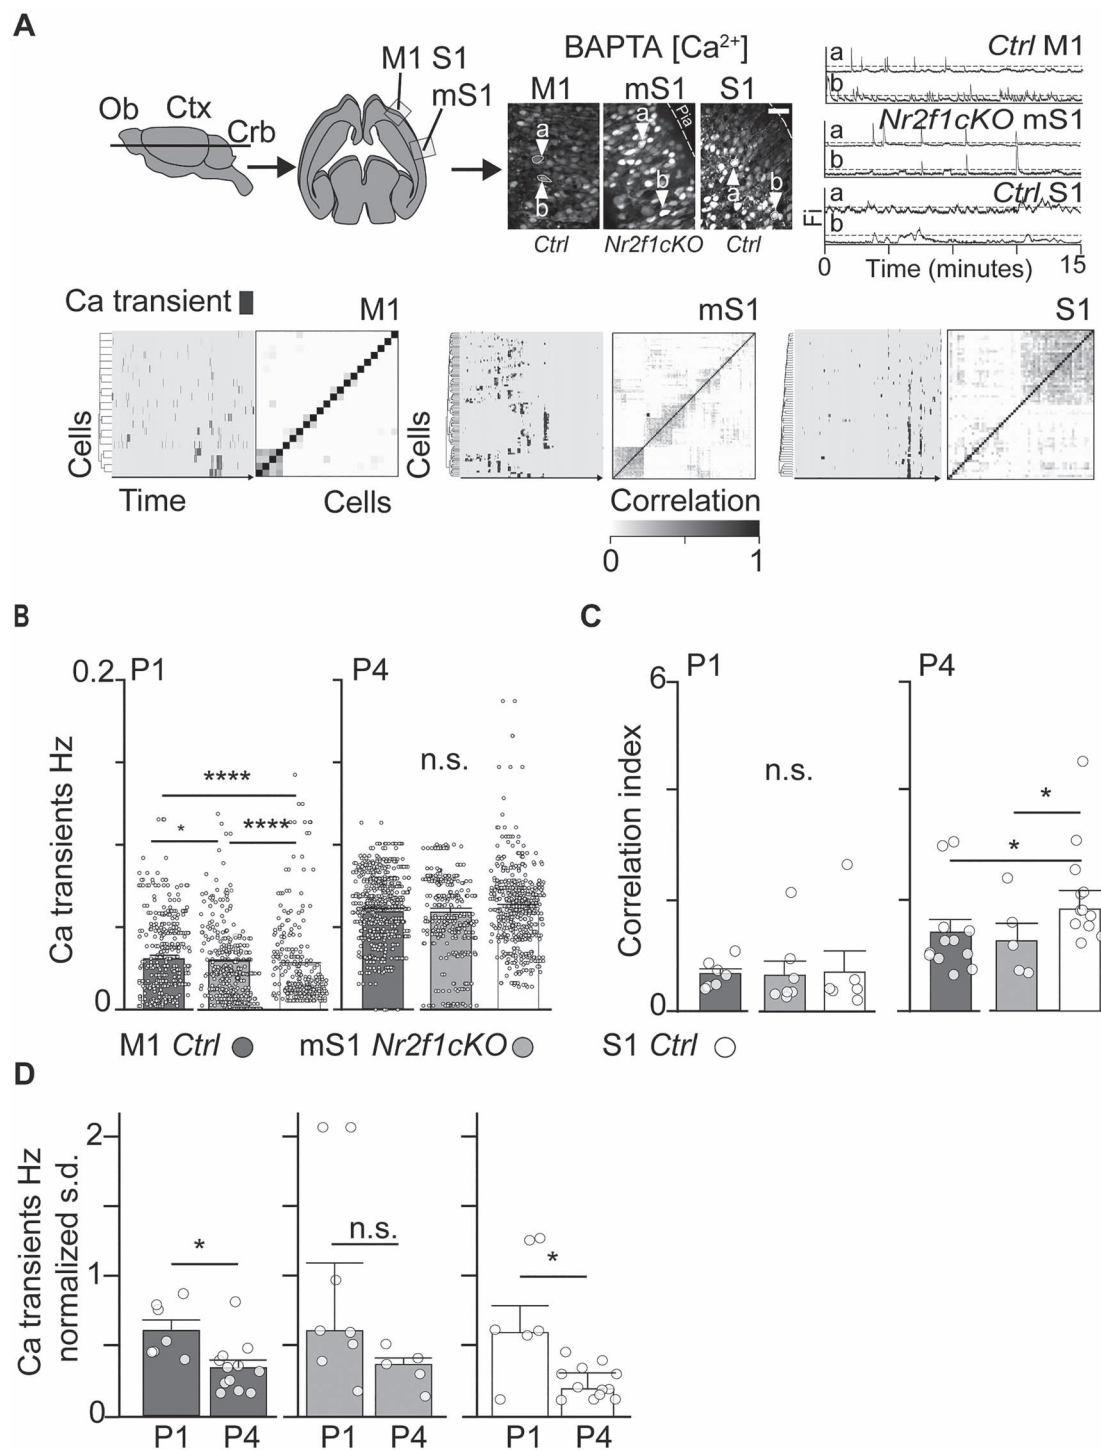 A
BAPTA [Ca²⁺]
M1 S1
mS1
Ob
Ctx
Crb
M1
mS1
S1
a
b
a
b
a
b
Pia
Ctrl
Nr2f1cKO
Ctrl
a
b
Ctrl M1
a
b
Nr2f1cKO mS1
a
b
Ctrl S1
Fi
0
Time (minutes)
15
Ca transient
M1
mS1
S1
Cells
Cells
Time
Cells
Correlation
0
1
B
C
0.2
P1
P4
Ca transients Hz
****
*
****
n.s.
0
6
P1
P4
Correlation index
n.s.
*
*
0
M1 Ctrl
mS1 Nr2f1cKO
S1 Ctrl
D
Ca transients Hz
normalized s.d.
2
1
0
*
n.s.
*
P1
P4
P1
P4
P1
P4